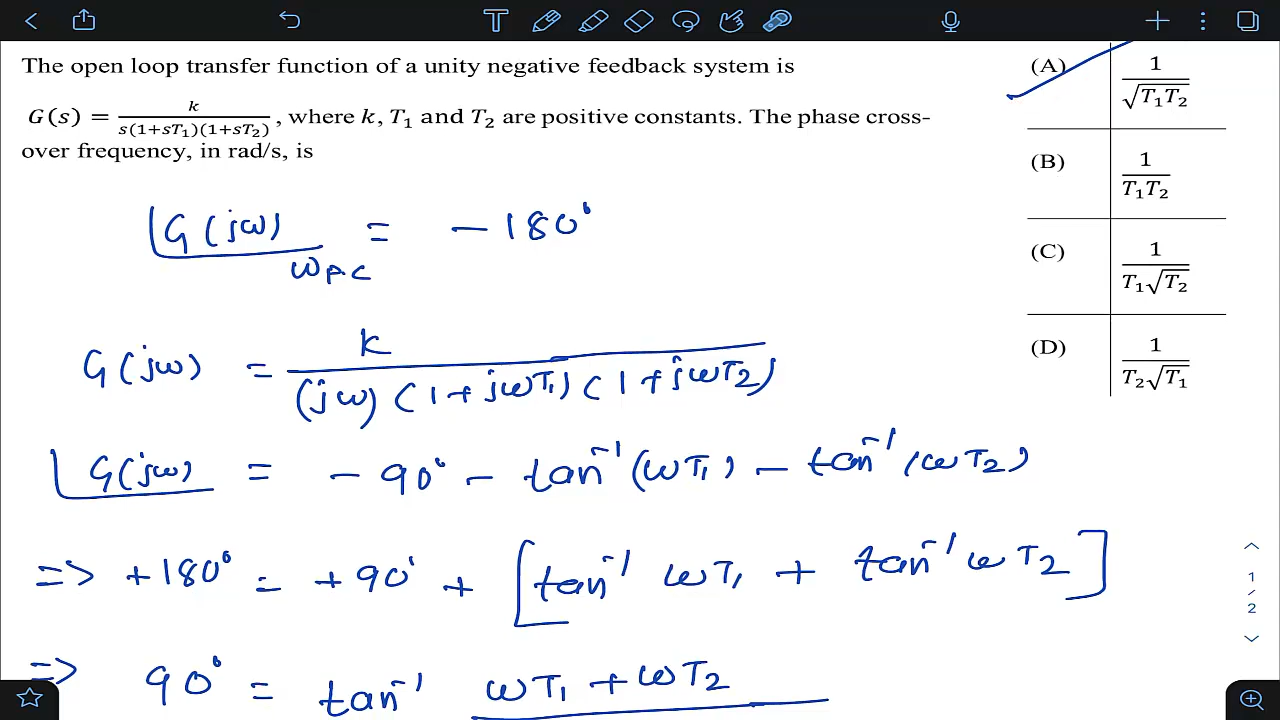 The open loop transfer function of a unity negative feedback system is
G(s) = k / s(1+sT₁)(1+sT₂), where k, T₁ and T₂ are positive constants. The phase cross-
over frequency, in rad/s, is
(A) 1/√(T₁T₂)
(B) 1/(T₁T₂)
(C) 1/(T₁√T₂)
(D) 1/(T₂√T₁)
∠G(jω) ωPC = -180°
G(jω) = k / (jω)(1+jωT₁)(1+jωT₂)
∠G(jω) = -90° - tan⁻¹(ωT₁) - tan⁻¹(ωT₂)
=> +180° = +90° + [tan⁻¹ ωT₁ + tan⁻¹ ωT₂]
=> 90° = tan⁻¹ ωT₁ + ωT₂
T
1
/
2